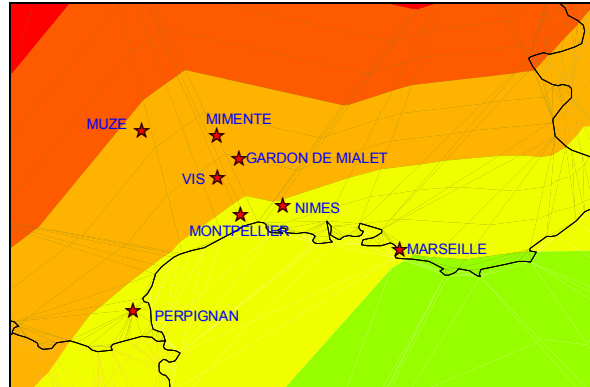 MIMENTE
MUZE
GARDON DE MIALET
VIS
NIMES
MONTPELLIER
MARSEILLE
PERPIGNAN